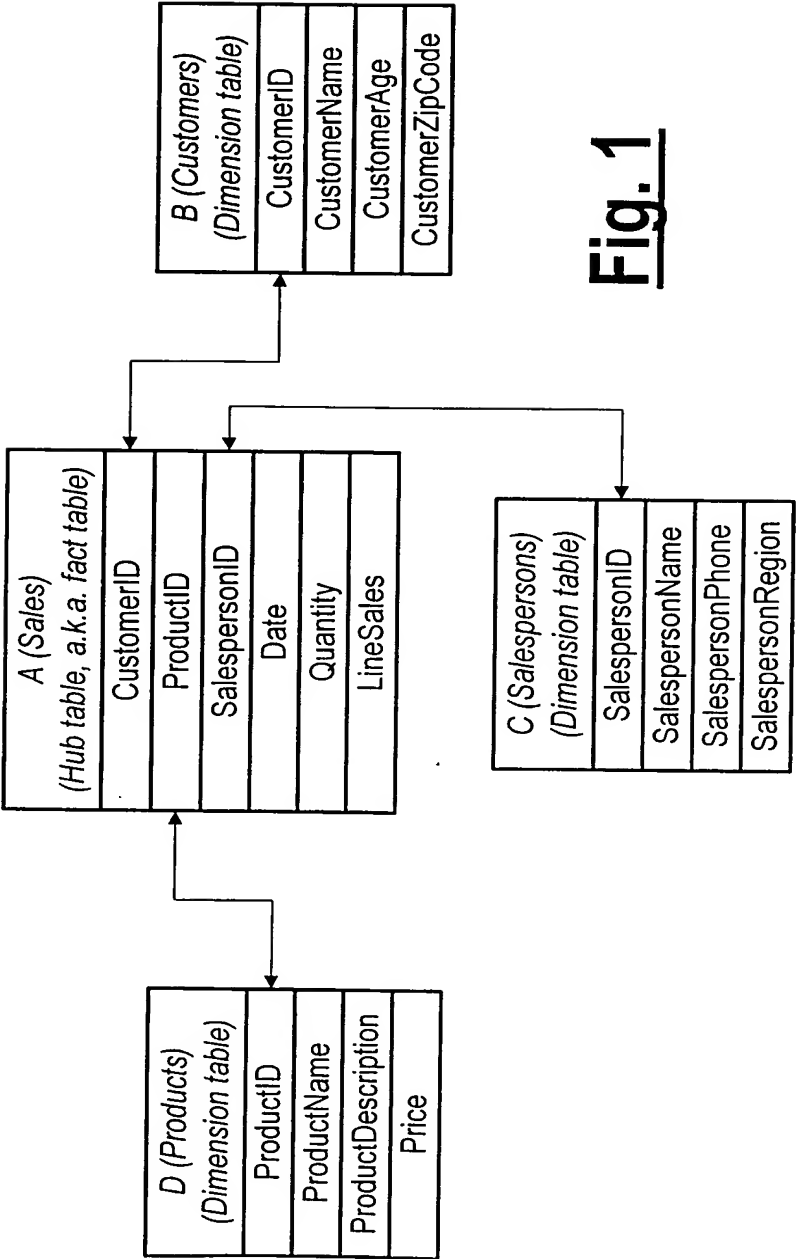 D (Products)
(Dimension table)
ProductID
ProductName
ProductDescription
Price
A (Sales)
(Hub table, a.k.a. fact table)
CustomerID
ProductID
SalespersonID
Date
Quantity
LineSales
B (Customers)
(Dimension table)
CustomerID
CustomerName
CustomerAge
CustomerZipCode
C (Salespersons)
(Dimension table)
SalespersonID
SalespersonName
SalespersonPhone
SalespersonRegion
Fig. 1